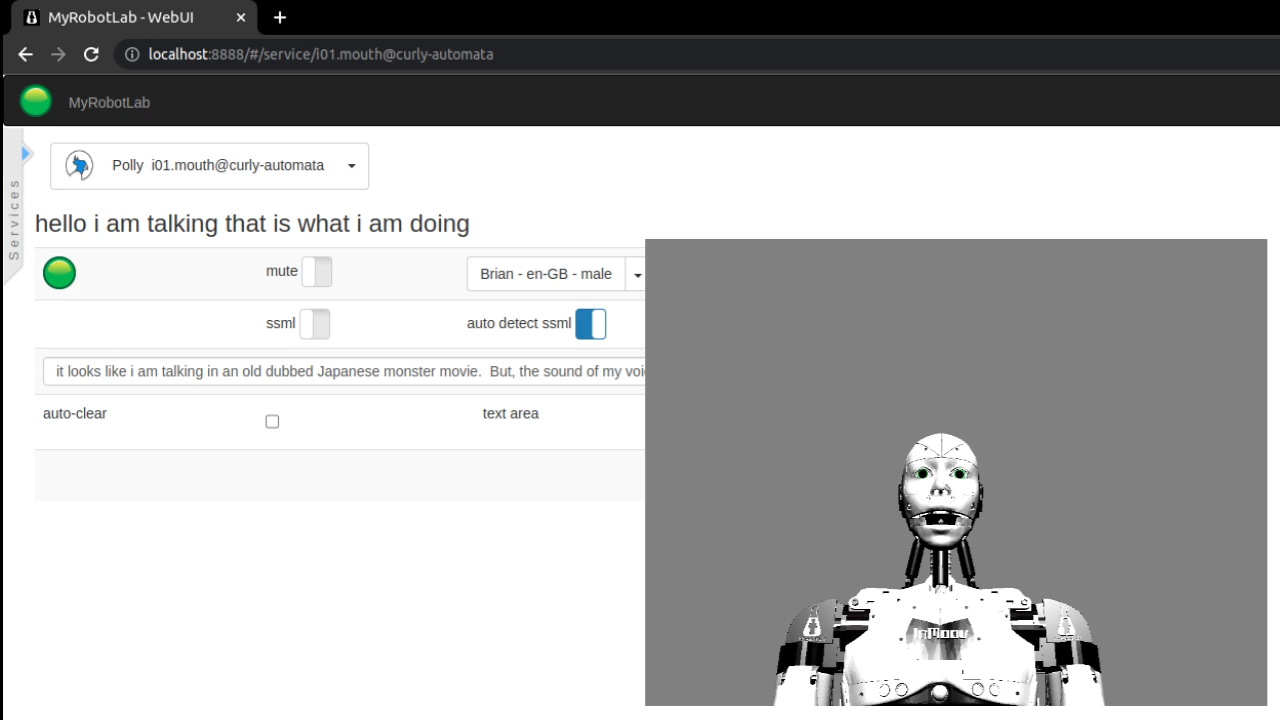 MyRobotLab - WebUI
localhost:8888/#/service/i01.mouth@curly-automata
MyRobotLab
Services
Polly i01.mouth@curly-automata
hello i am talking that is what i am doing
mute
Brian - en-GB - male
ssml
auto detect ssml
it looks like i am talking in an old dubbed Japanese monster movie. But, the sound of my voi
auto-clear
text area
InMoov